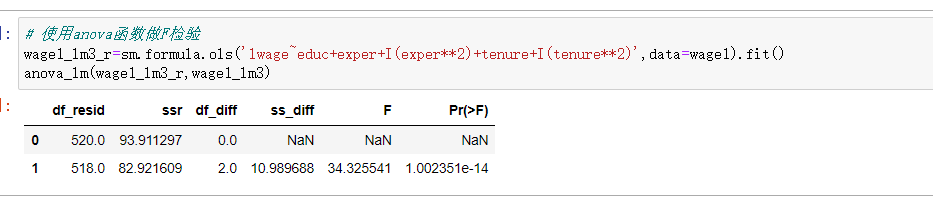 ]:
# 使用anova函数做F检验
wage1_lm3_r=sm.formula.ols('lwage~educ+exper+I(exper**2)+tenure+I(tenure**2)',data=wage1).fit()
anova_lm(wage1_lm3_r,wage1_lm3)
]:
df_resid ssr df_diff ss_diff F Pr(>F)
0 520.0 93.911297 0.0 NaN NaN NaN
1 518.0 82.921609 2.0 10.989688 34.325541 1.002351e-14